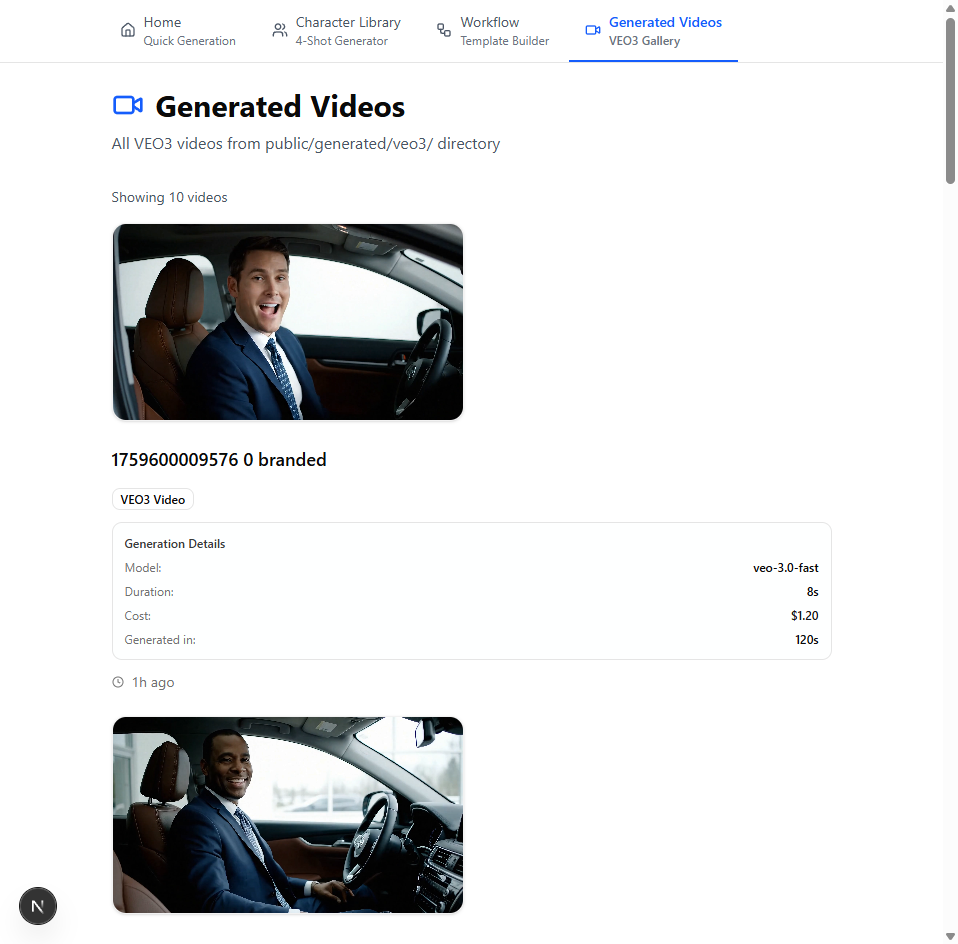 Home
Quick Generation
Character Library
4-Shot Generator
Workflow
Template Builder
Generated Videos
VEO3 Gallery
Generated Videos
All VEO3 videos from public/generated/veo3/ directory
Showing 10 videos
1759600009576 0 branded
VEO3 Video
Generation Details
Model: veo-3.0-fast
Duration: 8s
Cost: $1.20
Generated in: 120s
1h ago
N